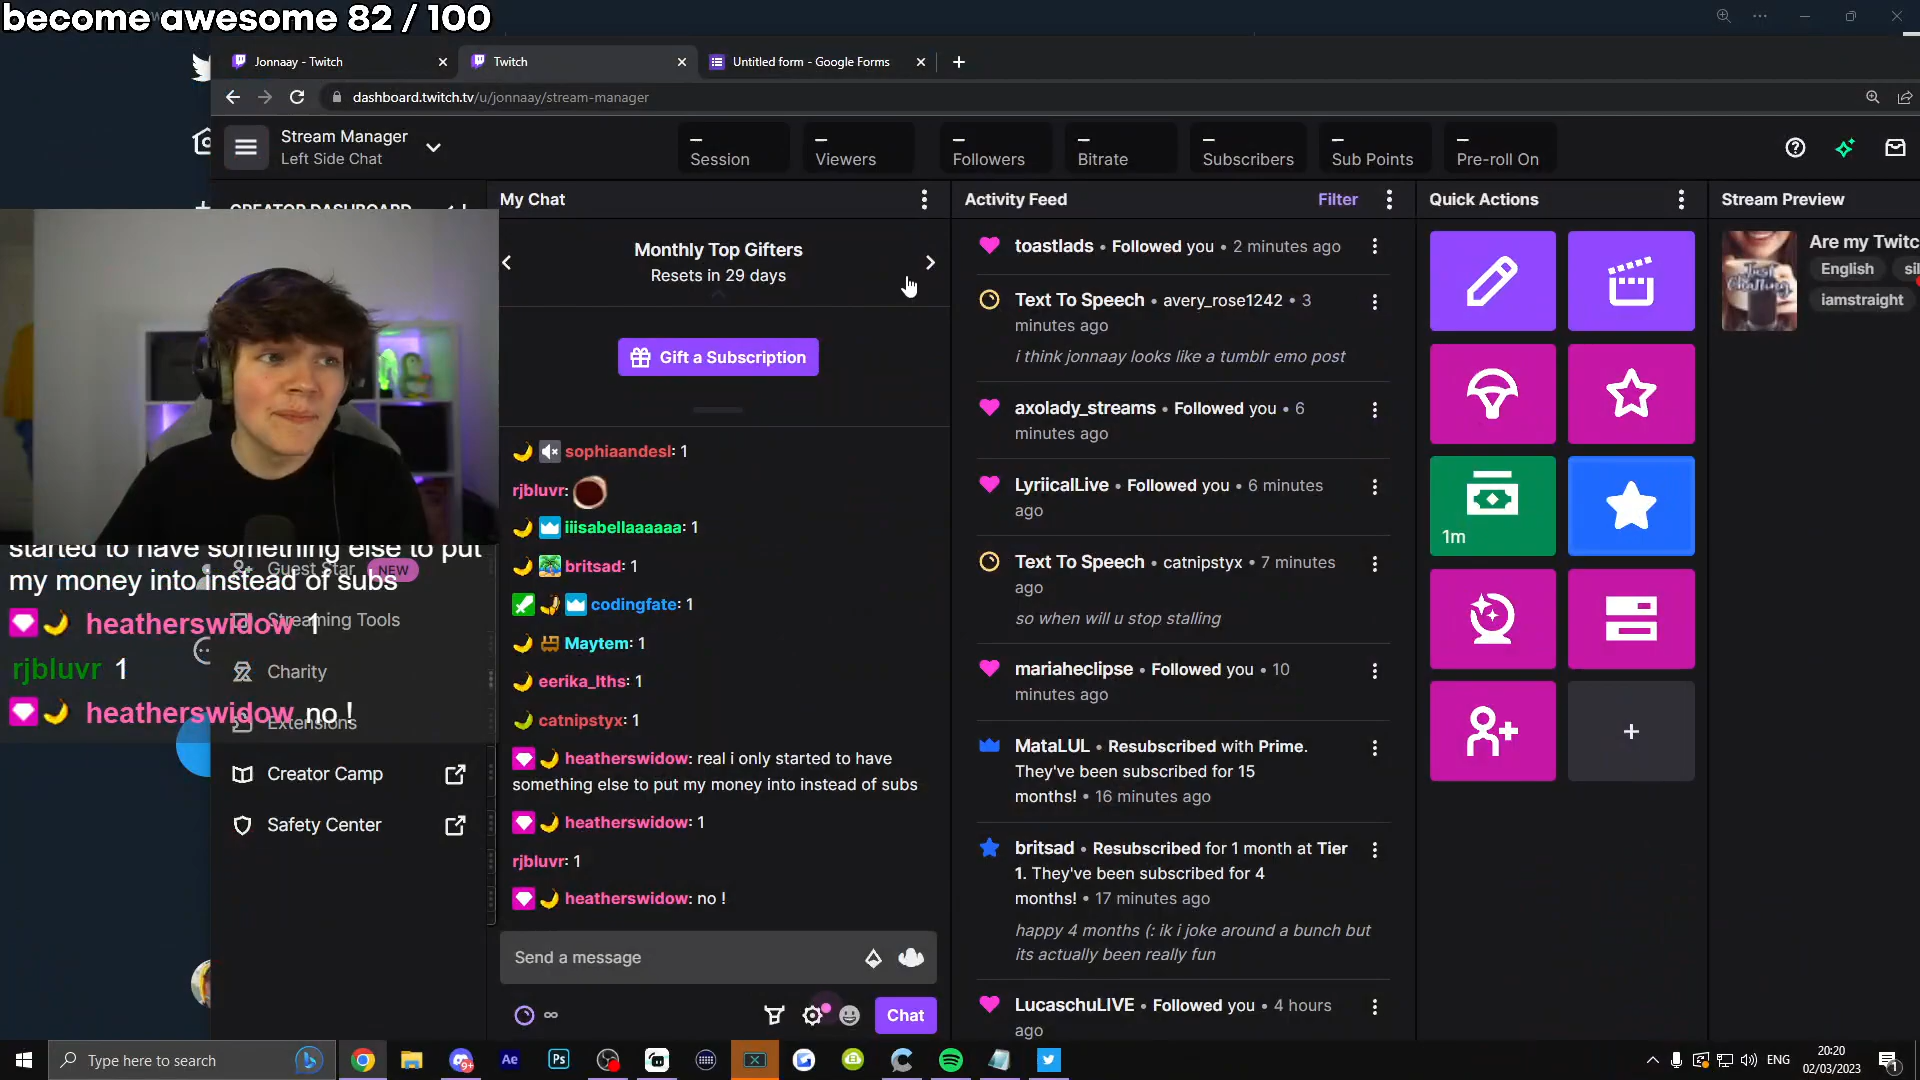 become awesome 82 / 100
Jonnaay - Twitch
Twitch
Untitled form - Google Forms
dashboard.twitch.tv/u/jonnaay/stream-manager
Stream Manager
Left Side Chat
–
Session
–
Viewers
–
Followers
–
Bitrate
–
Subscribers
–
Sub Points
–
Pre-roll On
CREATOR DASHBOARD
started to have something else to put
my money into instead of subs
heatherswidow 1
rjbluvr 1
heatherswidow no !
Guest Star NEW
Streaming Tools
Charity
Extensions
Creator Camp
Safety Center
My Chat
Monthly Top Gifters
Resets in 29 days
Gift a Subscription
sophiaandesl: 1
rjbluvr:
iiisabellaaaaaa: 1
britsad: 1
codingfate: 1
Maytem: 1
eerika_lths: 1
catnipstyx: 1
heatherswidow: real i only started to have
something else to put my money into instead of subs
heatherswidow: 1
rjbluvr: 1
heatherswidow: no !
Send a message
∞
Chat
Activity Feed
Filter
toastlads • Followed you • 2 minutes ago
Text To Speech • avery_rose1242 • 3
minutes ago
i think jonnaay looks like a tumblr emo post
axolady_streams • Followed you • 6
minutes ago
LyriicalLive • Followed you • 6 minutes
ago
Text To Speech • catnipstyx • 7 minutes
ago
so when will u stop stalling
mariaheclipse • Followed you • 10
minutes ago
MataLUL • Resubscribed with Prime.
They've been subscribed for 15
months! • 16 minutes ago
britsad • Resubscribed for 1 month at Tier
1. They've been subscribed for 4
months! • 17 minutes ago
happy 4 months (: ik i joke around a bunch but
its actually been really fun
LucaschuLIVE • Followed you • 4 hours
ago
Quick Actions
1m
+
Stream Preview
Are my Twitc
English
sil
iamstraight
Type here to search
Ae
Ps
ENG
20:20
02/03/2023